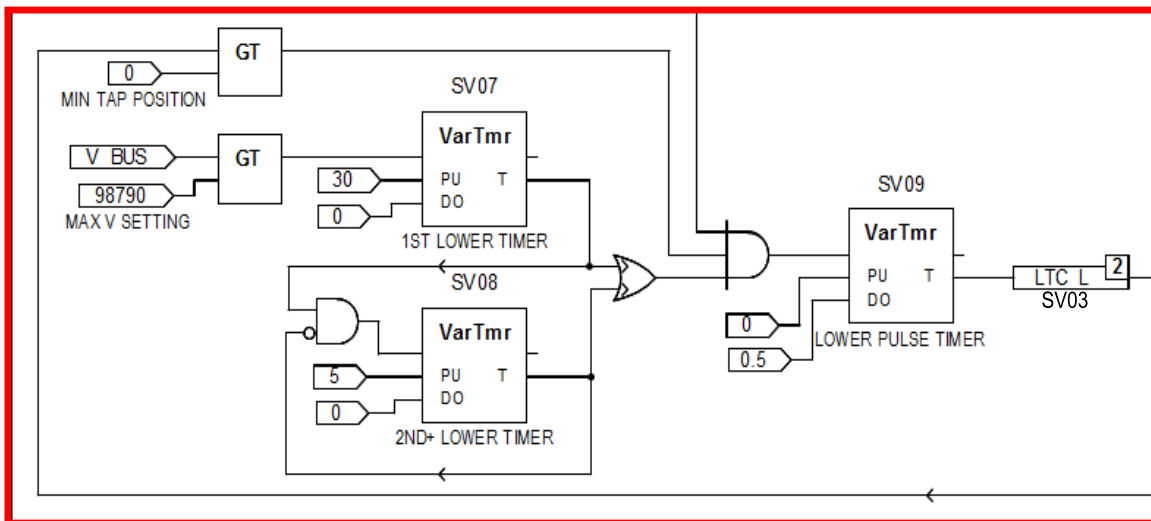 GT
0
MIN TAP POSITION
SV07
VarTmr
V BUS
GT
30
PU T
98790
DO
0
MAX V SETTING
1ST LOWER TIMER
SV09
VarTmr
2
PU T
LTC L
DO
SV03
0
LOWER PULSE TIMER
0.5
SV08
VarTmr
5
PU T
DO
0
2ND+ LOWER TIMER